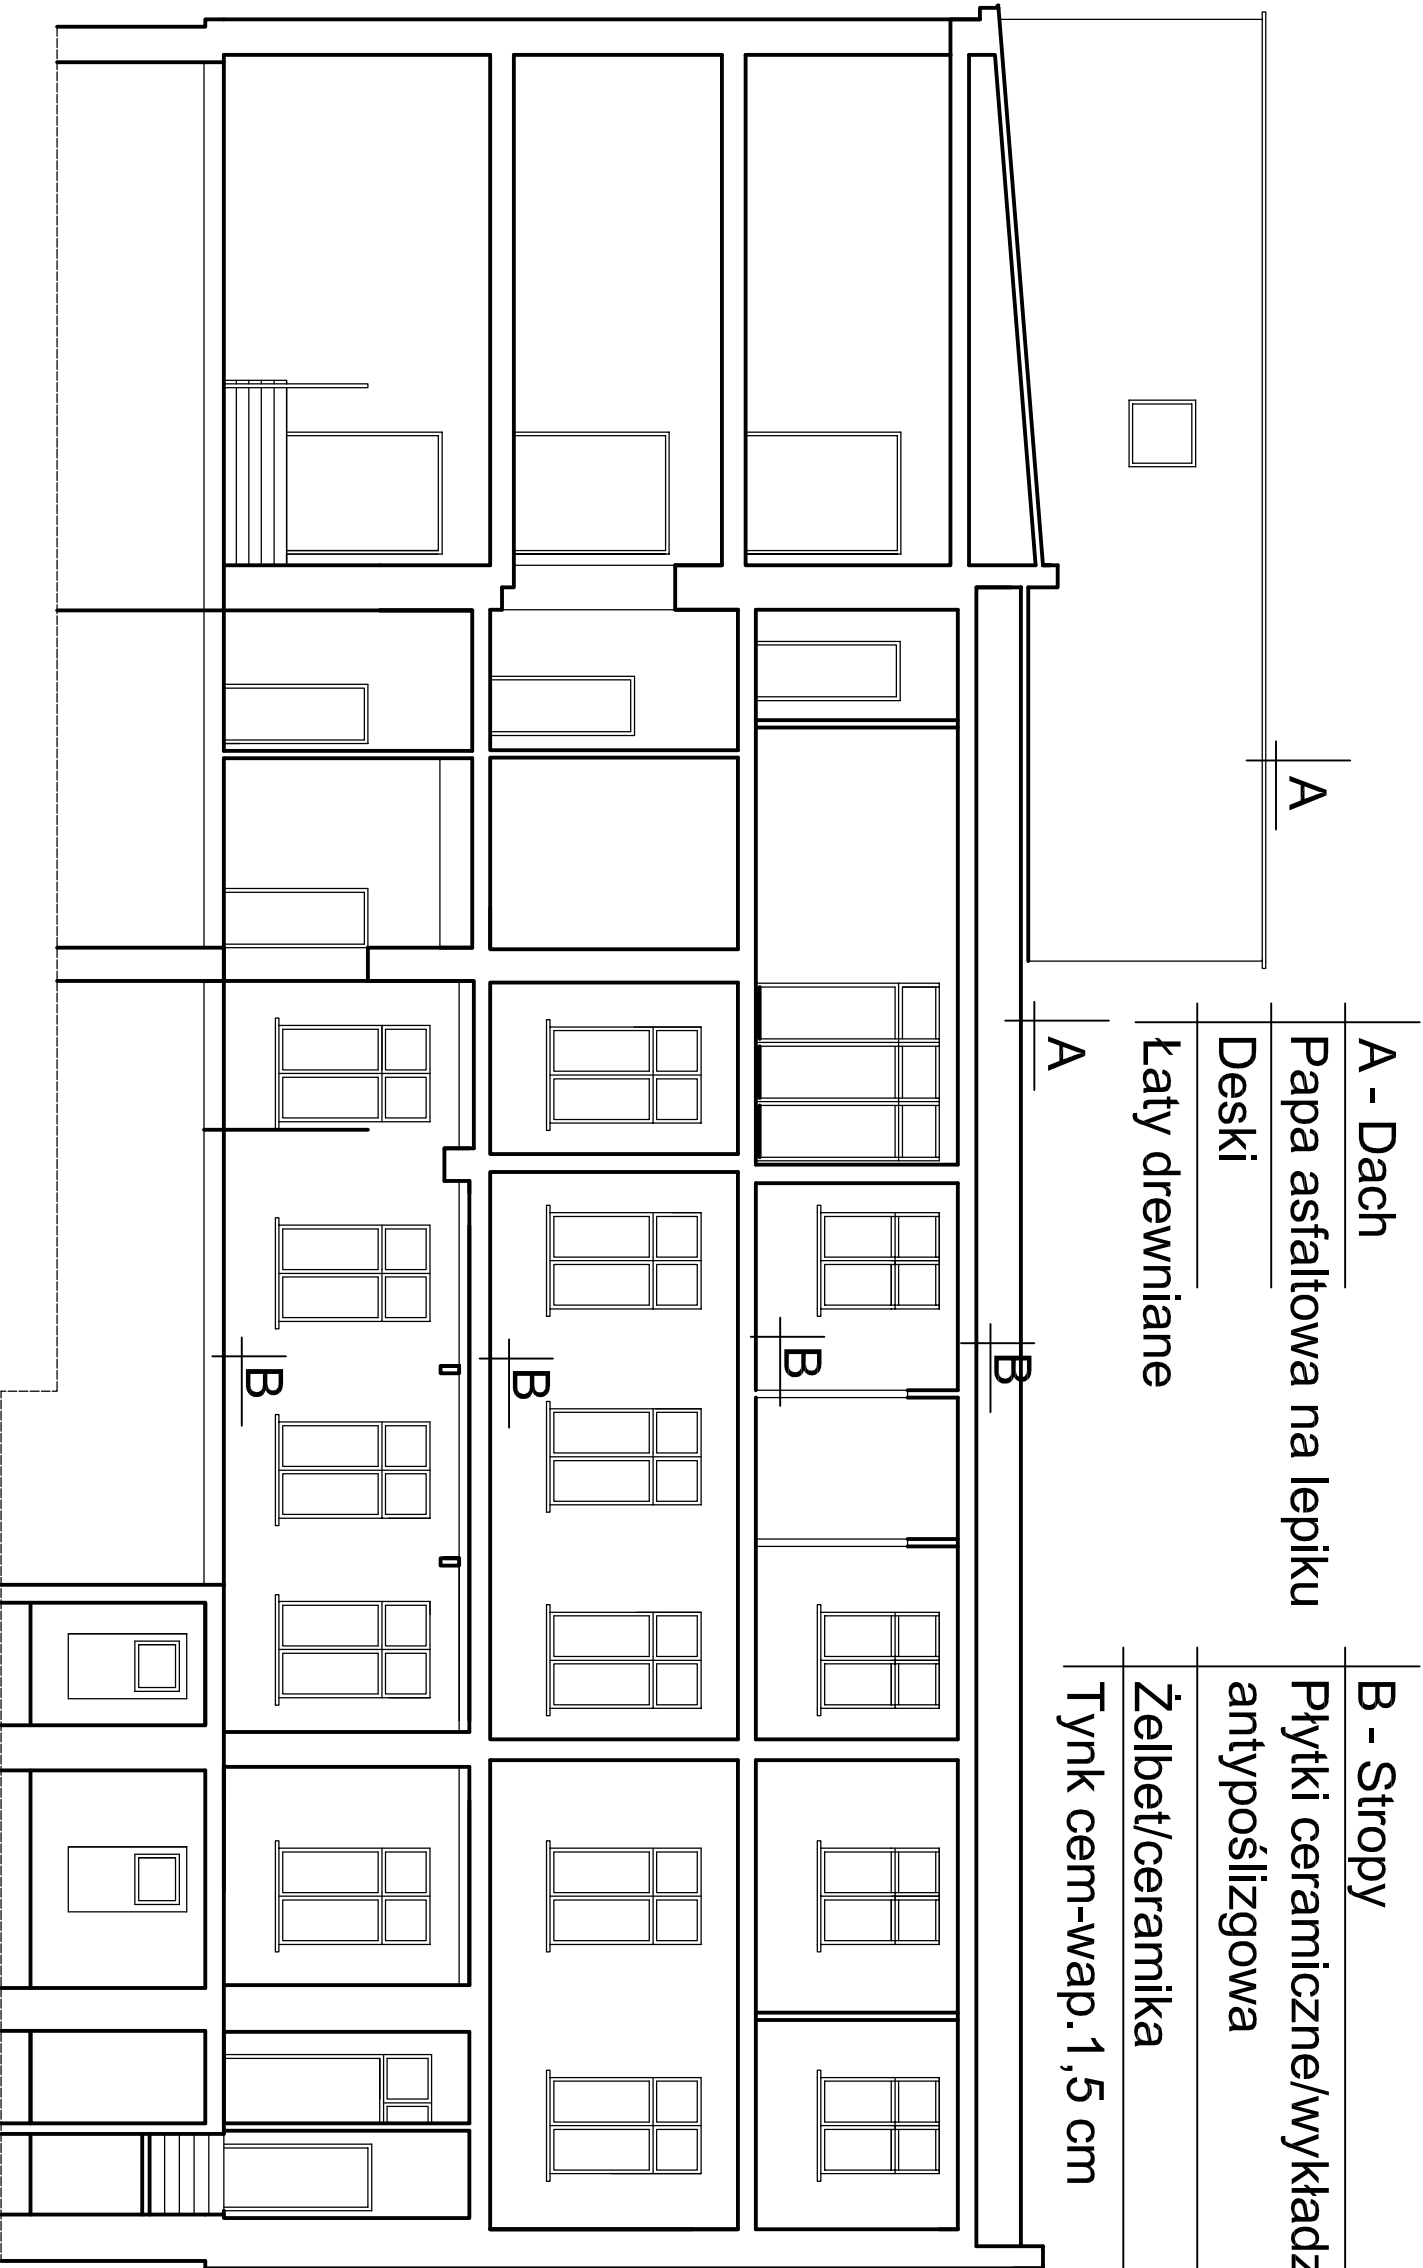 A - Dach
Papa asfaltowa na lepiku
Deski
Łaty drewniane
B - Stropy
Płytki ceramiczne/wykładz
antypoślizgowa
Żelbet/ceramika
Tynk cem-wap. 1,5 cm
A
A
B
B
B
B